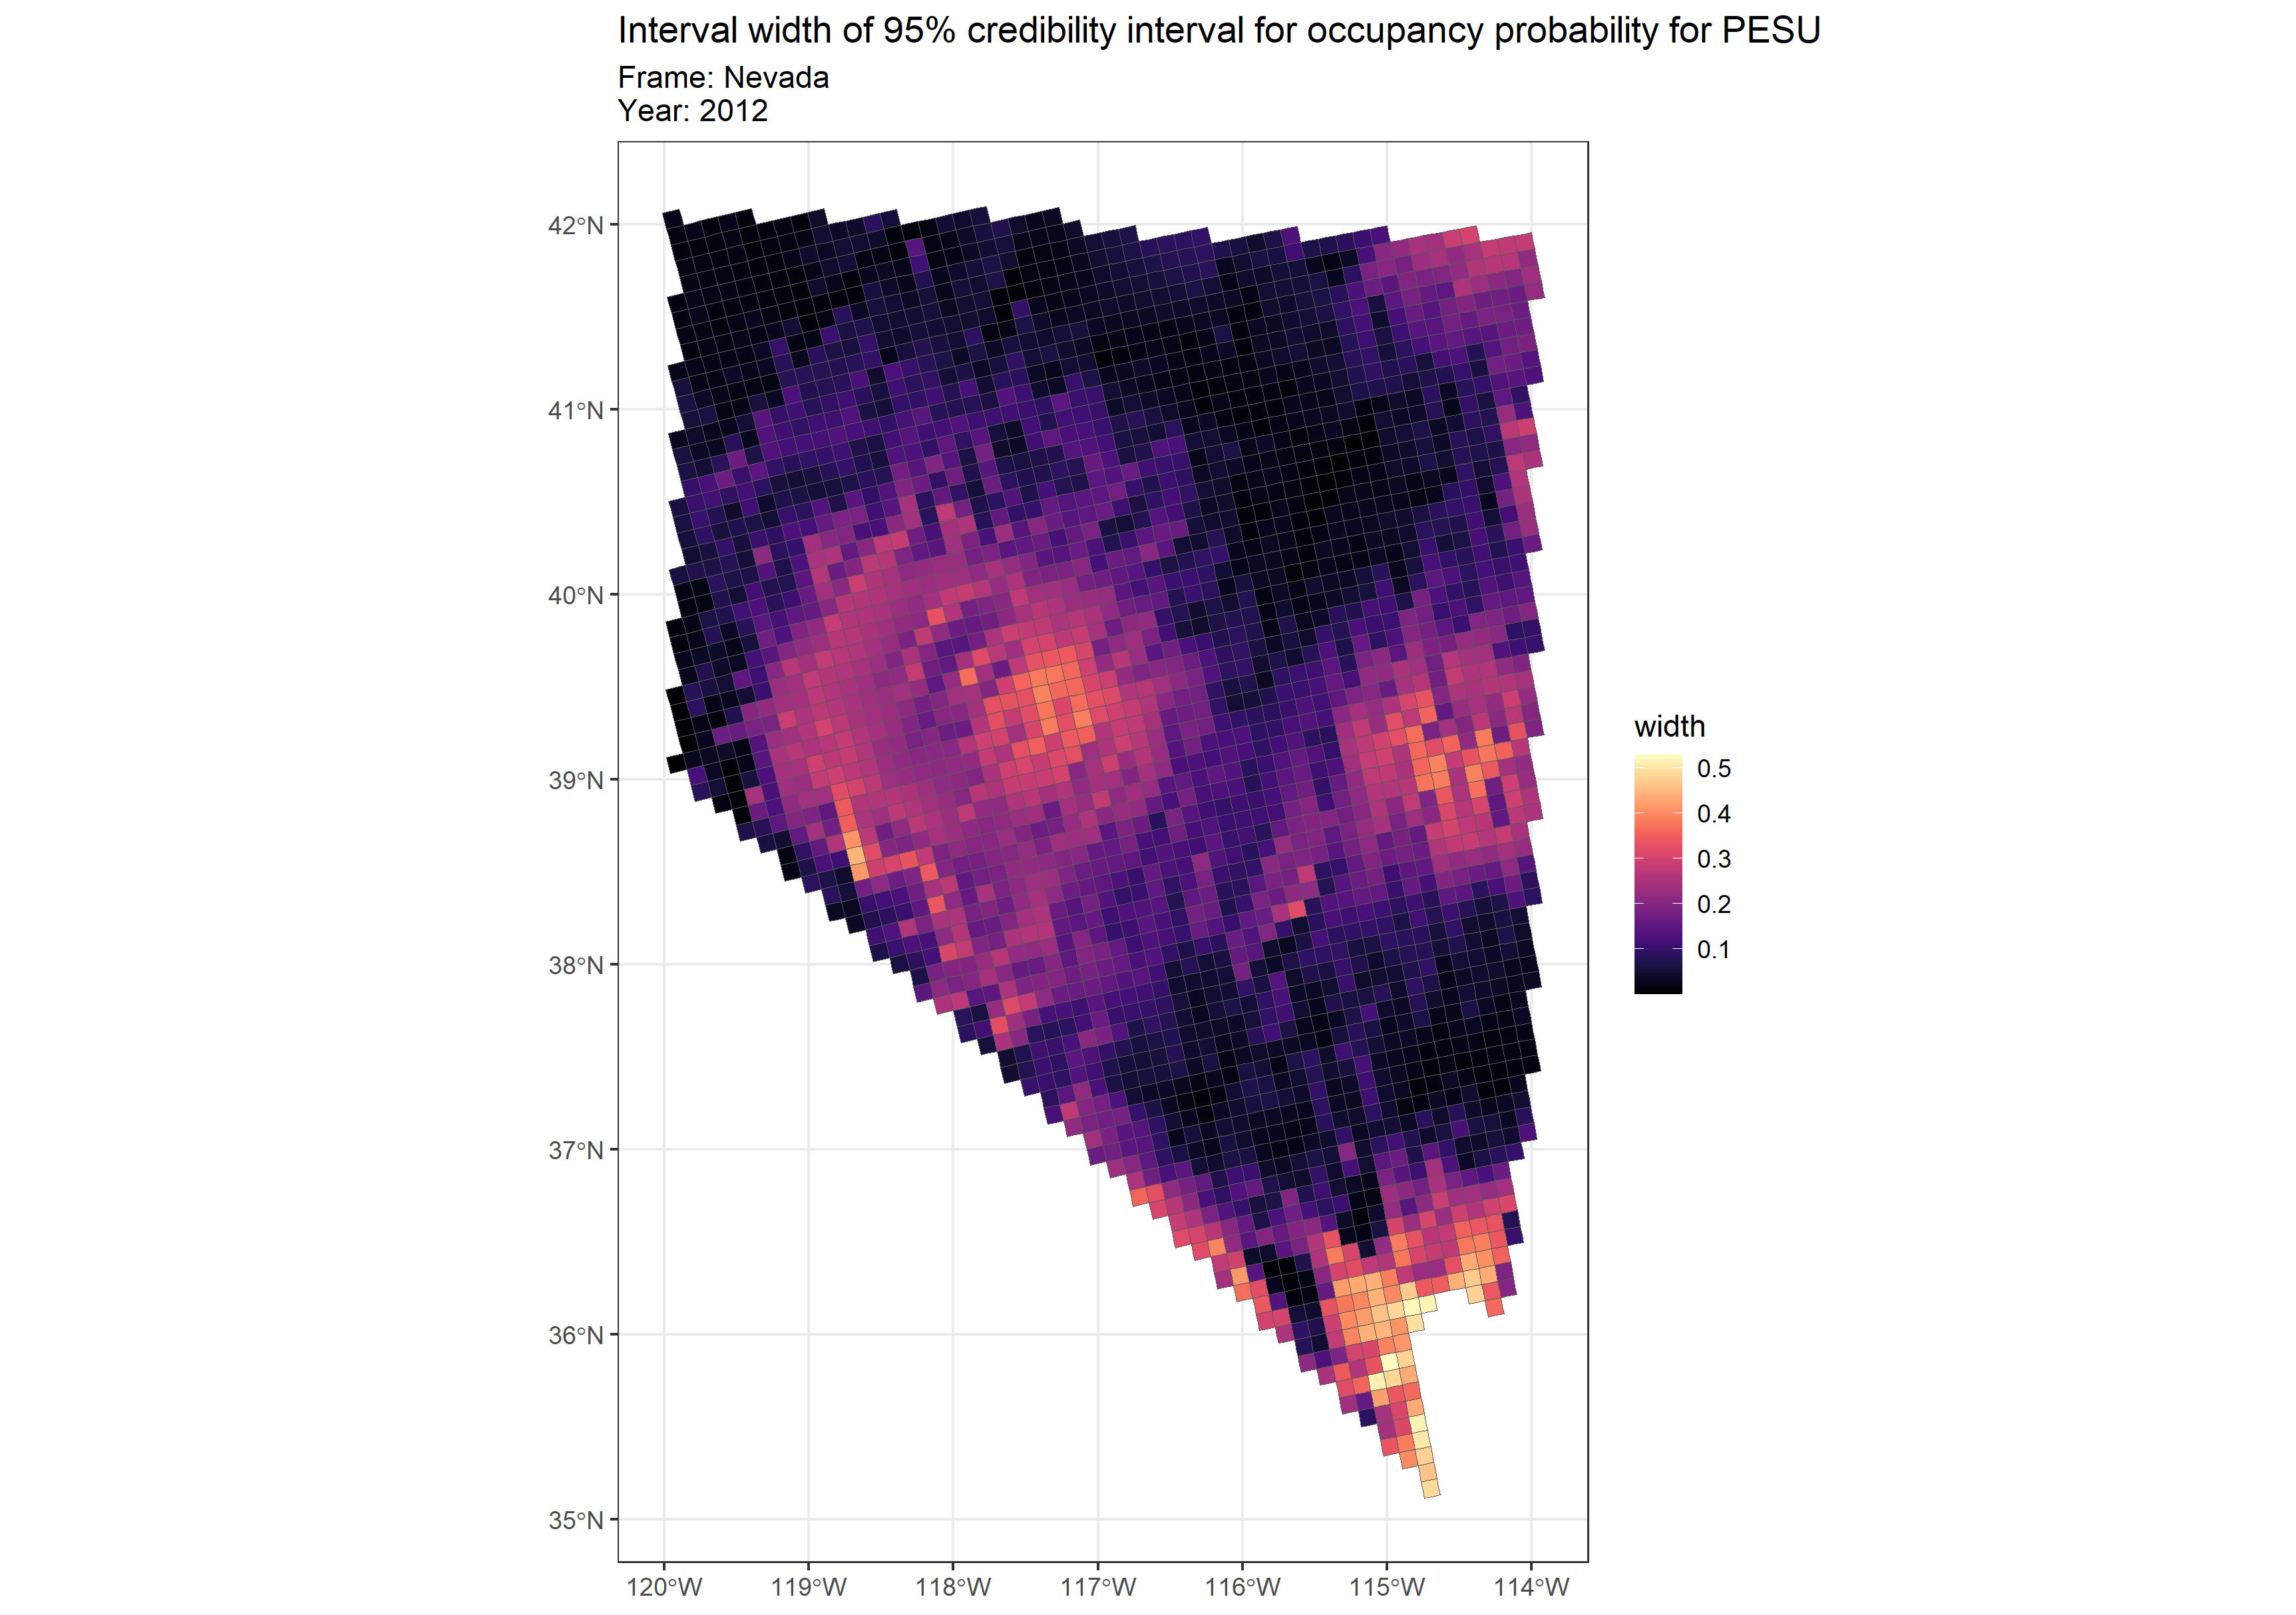 Interval width of 95% credibility interval for occupancy probability for PESU
Frame: Nevada
Year: 2012
42°N
41°N
40°N
39°N
38°N
37°N
36°N
35°N
120°W 119°W 118°W 117°W 116°W 115°W 114°W
width
0.5
0.4
0.3
0.2
0.1